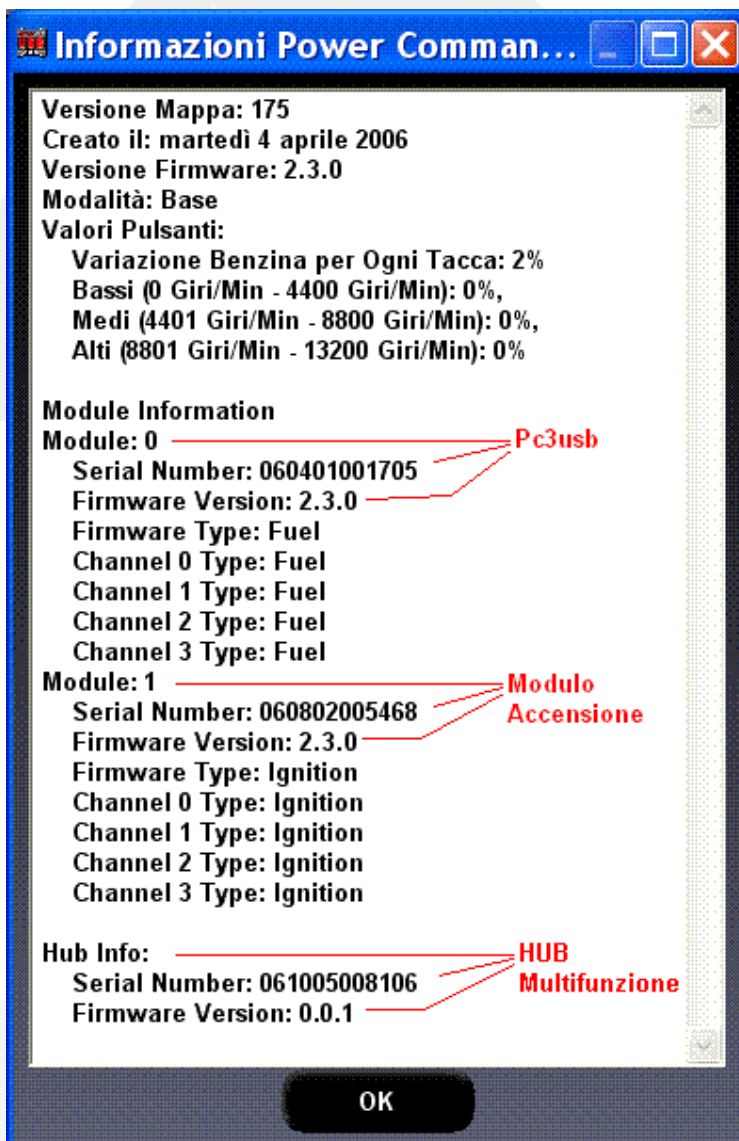 Informazioni Power Comman...
Versione Mappa: 175
Creato il: martedì 4 aprile 2006
Versione Firmware: 2.3.0
Modalità: Base
Valori Pulsanti:
Variazione Benzina per Ogni Tacca: 2%
Bassi (0 Giri/Min - 4400 Giri/Min): 0%,
Medi (4401 Giri/Min - 8800 Giri/Min): 0%,
Alti (8801 Giri/Min - 13200 Giri/Min): 0%
Module Information
Module: 0 Pc3usb
Serial Number: 060401001705
Firmware Version: 2.3.0
Firmware Type: Fuel
Channel 0 Type: Fuel
Channel 1 Type: Fuel
Channel 2 Type: Fuel
Channel 3 Type: Fuel
Module: 1 Modulo
Serial Number: 060802005468 Accensione
Firmware Version: 2.3.0
Firmware Type: Ignition
Channel 0 Type: Ignition
Channel 1 Type: Ignition
Channel 2 Type: Ignition
Channel 3 Type: Ignition
Hub Info: HUB
Serial Number: 061005008106 Multifunzione
Firmware Version: 0.0.1
OK